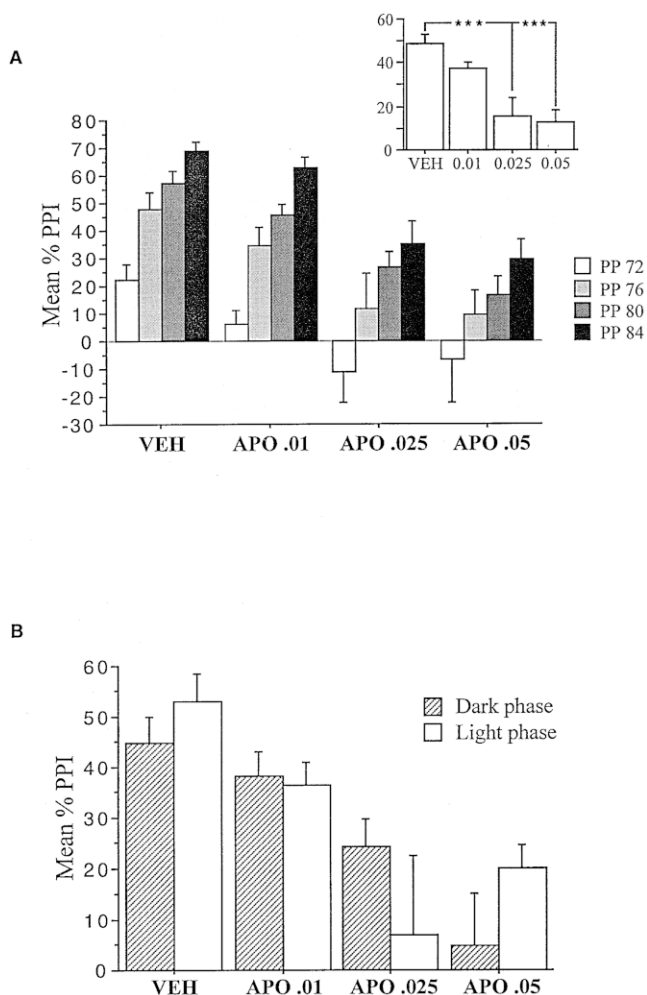 A
60
40
20
0
*** ***
VEH 0.01 0.025 0.05
Mean % PPI
80
70
60
50
40
30
20
10
0
-10
-20
-30
VEH APO .01 APO .025 APO .05
PP 72
PP 76
PP 80
PP 84
B
Mean % PPI
60
50
40
30
20
10
0
VEH APO .01 APO .025 APO .05
Dark phase
Light phase